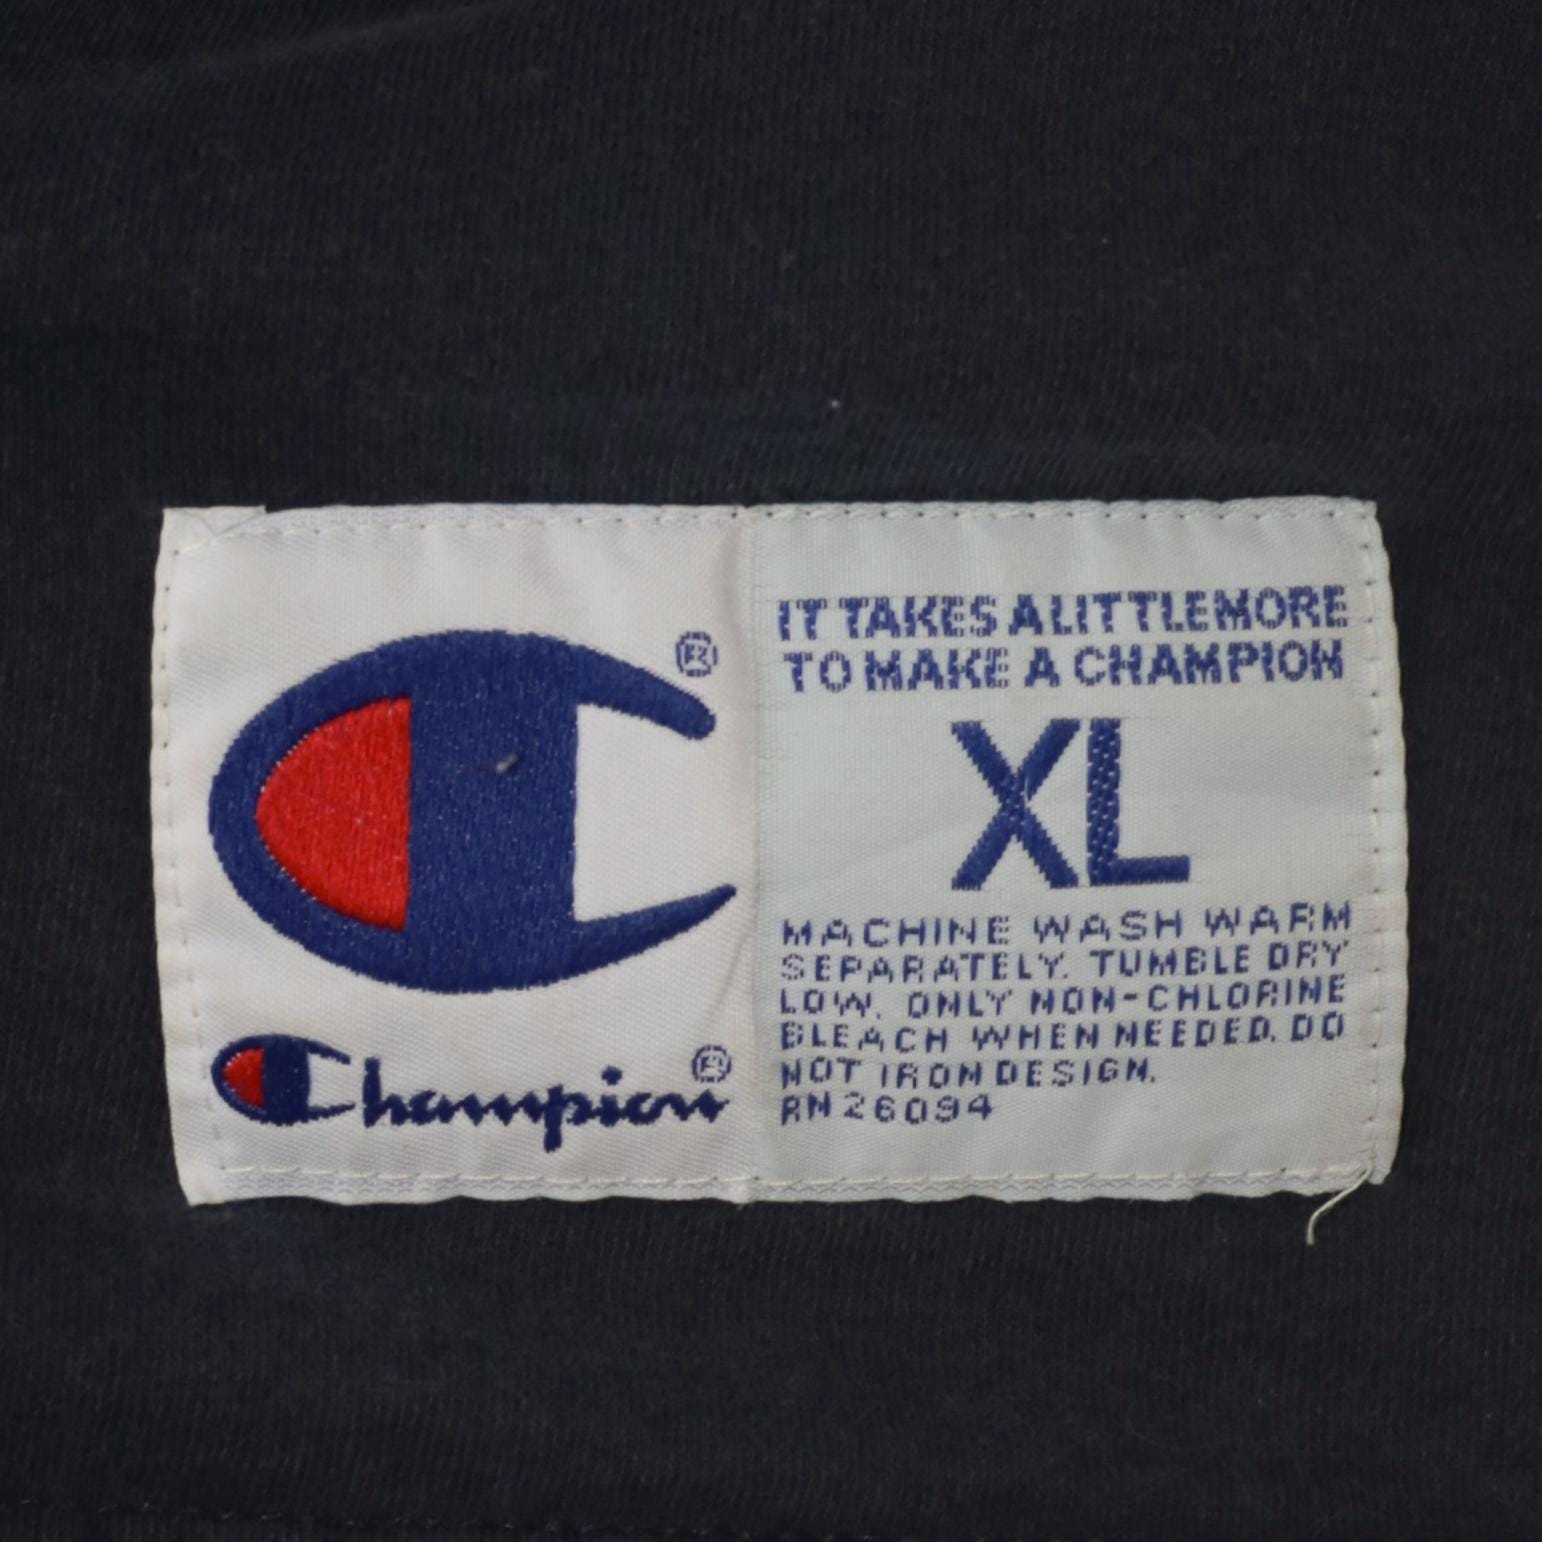 ®
Champion®
IT TAKES A LITTLE MORE
TO MAKE A CHAMPION
XL
MACHINE WASH WARM
SEPARATELY. TUMBLE DRY
LOW. ONLY NON-CHLORINE
BLEACH WHEN NEEDED. DO
NOT IRON DESIGN.
RN 26094